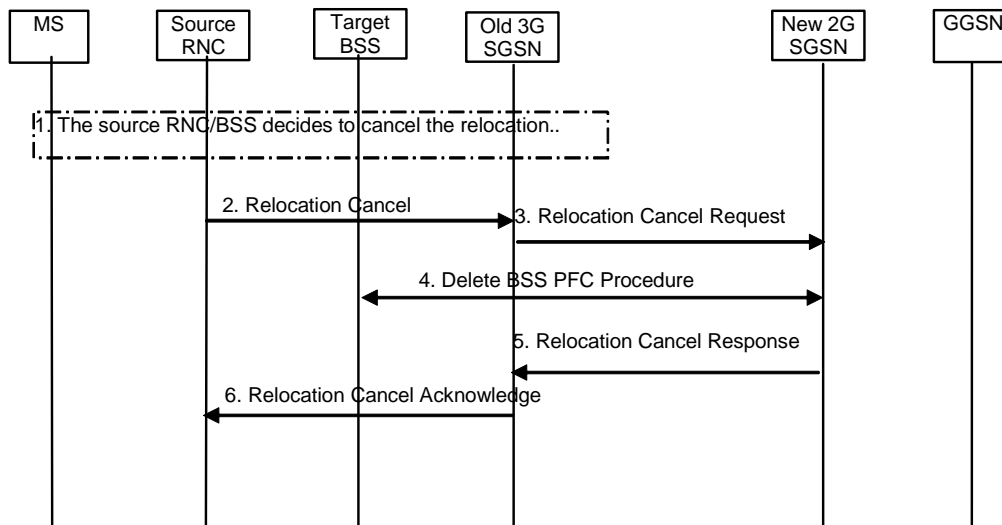 MS
Source
RNC
Target
BSS
Old 3G
SGSN
New 2G
SGSN
GGSN
1. The source RNC/BSS decides to cancel the relocation..
2. Relocation Cancel
3. Relocation Cancel Request
4. Delete BSS PFC Procedure
5. Relocation Cancel Response
6. Relocation Cancel Acknowledge